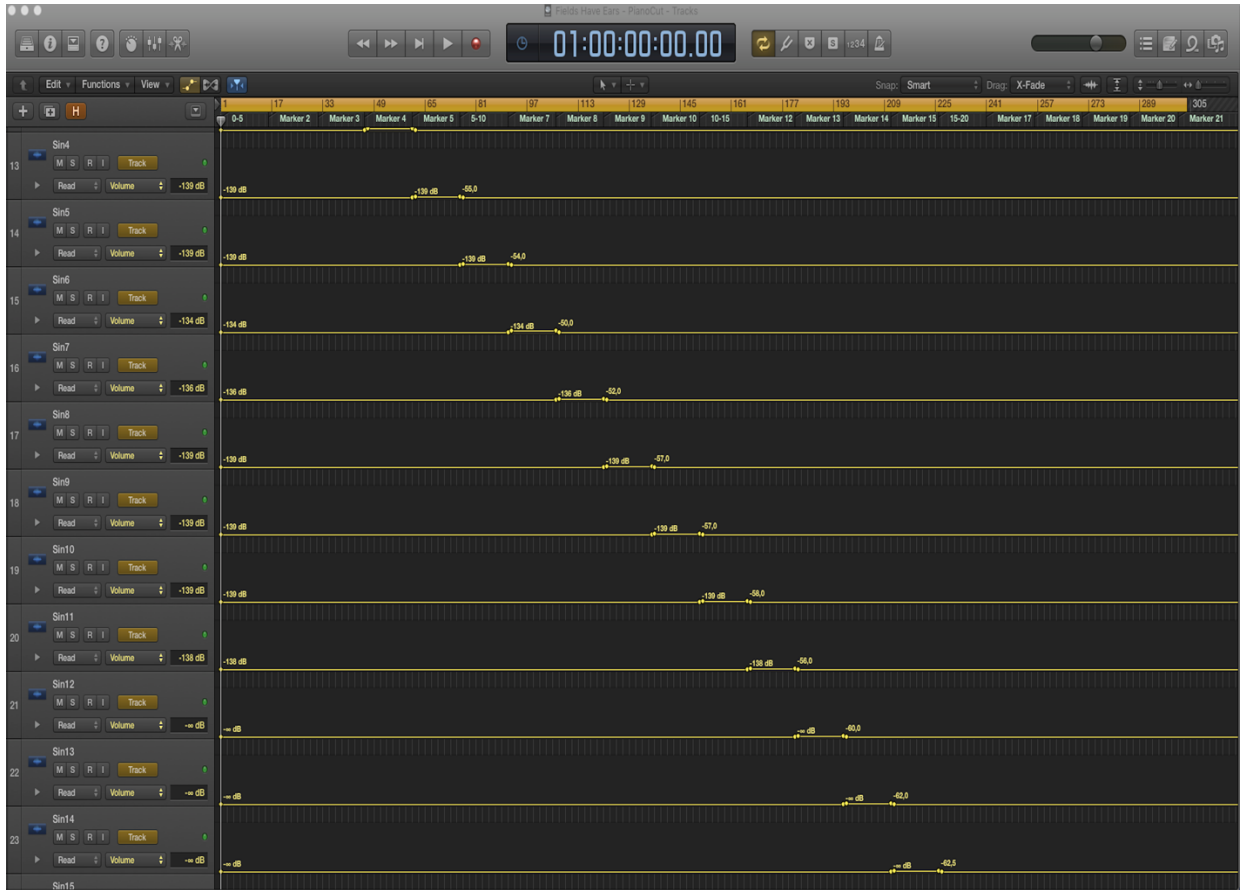 Fields Have Ears - PianoCut - Tracks
01:00:00:00.00
1234
Edit Functions View Snap: Smart Drag: X-Fade
H
1 17 33 49 65 81 97 113 129 145 161 177 193 209 225 241 257 273 289 305
0-5 Marker 2 Marker 3 Marker 4 Marker 5 5-10 Marker 7 Marker 8 Marker 9 Marker 10 10-15 Marker 12 Marker 13 Marker 14 Marker 15 15-20 Marker 17 Marker 18 Marker 19 Marker 20 Marker 21
Sin4
13 M S R I Track
Read Volume -139 dB -139 dB -139 dB -55,0
Sin5
14 M S R I Track
Read Volume -139 dB -139 dB -139 dB -54,0
Sin6
15 M S R I Track
Read Volume -134 dB -134 dB -134 dB -50,0
Sin7
16 M S R I Track
Read Volume -136 dB -136 dB -136 dB -52,0
Sin8
17 M S R I Track
Read Volume -139 dB -139 dB -139 dB -57,0
Sin9
18 M S R I Track
Read Volume -139 dB -139 dB -139 dB -57,0
Sin10
19 M S R I Track
Read Volume -139 dB -139 dB -139 dB -58,0
Sin11
20 M S R I Track
Read Volume -138 dB -138 dB -138 dB -56,0
Sin12
21 M S R I Track
Read Volume -∞ dB -∞ dB -∞ dB -60,0
Sin13
22 M S R I Track
Read Volume -∞ dB -∞ dB -∞ dB -62,0
Sin14
23 M S R I Track
Read Volume -∞ dB -∞ dB -∞ dB -62,5
Sin15